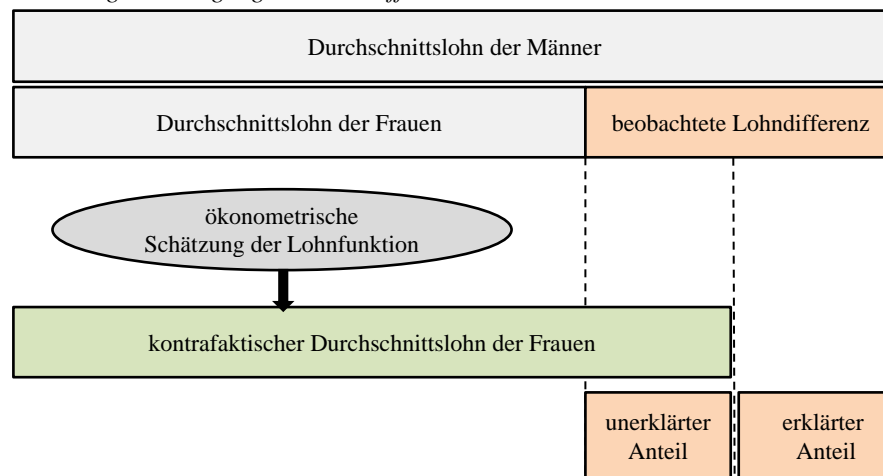 Durchschnittslohn der Männer
Durchschnittslohn der Frauen
beobachtete Lohndifferenz
ökonometrische
Schätzung der Lohnfunktion
kontrafaktischer Durchschnittslohn der Frauen
unerklärter
Anteil
erklärter
Anteil